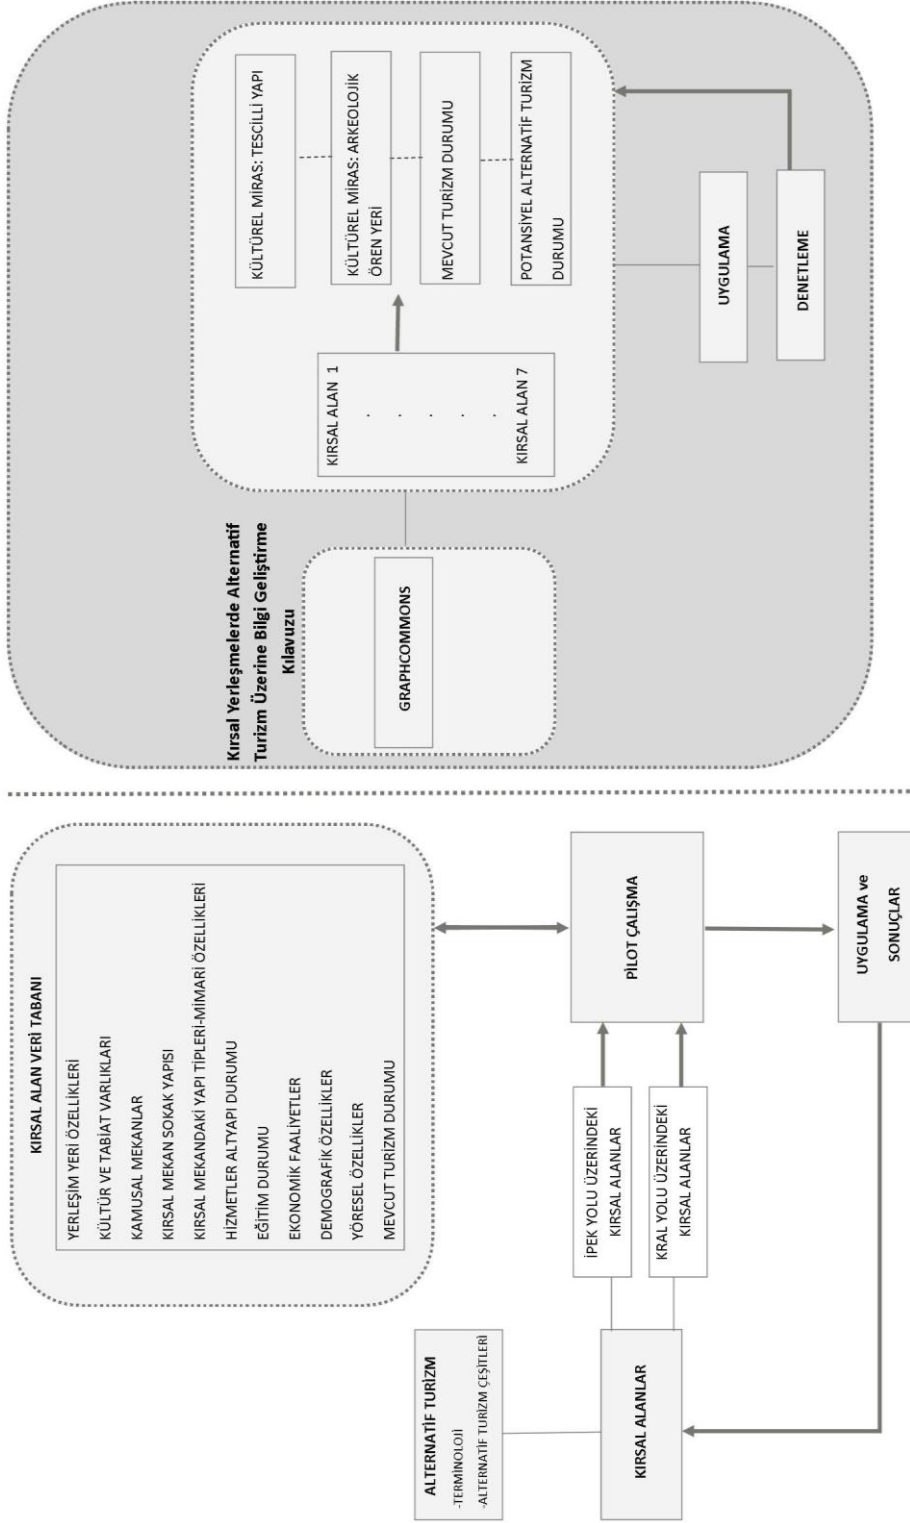 ALTERNATİF TURİZM
-TERMİNOLOJİ
-ALTERNATİF TURİZM ÇEŞİTLERİ
KIRSAL ALANLAR
İPEK YOLU ÜZERİNDEKİ
KIRSAL ALANLAR
KRAL YOLU ÜZERİNDEKİ
KIRSAL ALANLAR
KIRSAL ALAN VERİ TABANI
YERLEŞİM YERİ ÖZELLİKLERİ
KÜLTÜR VE TABİAT VARLIKLARI
KAMUSAL MEKANLAR
KIRSAL MEKAN SOKAK YAPISI
KIRSAL MEKANDAKİ YAPI TİPLERİ-MİMARİ ÖZELLİKLERİ
HİZMETLER ALTYAPI DURUMU
EĞİTİM DURUMU
EKONOMİK FAALİYETLER
DEMOGRAFİK ÖZELLİKLER
YÖRESEL ÖZELLİKLER
MEVCUT TURİZM DURUMU
PİLOT ÇALIŞMA
UYGULAMA ve
SONUÇLAR
Kırsal Yerleşmelerde Alternatif
Turizm Üzerine Bilgi Geliştirme
Kılavuzu
GRAPHCOMMONS
KIRSAL ALAN 1
.
.
.
.
.
KIRSAL ALAN 7
KÜLTÜREL MİRAS: TESCİLLİ YAPI
KÜLTÜREL MİRAS: ARKEOLOJİK
ÖREN YERİ
MEVCUT TURİZM DURUMU
POTANSİYEL ALTERNATİF TURİZM
DURUMU
UYGULAMA
DENETLEME